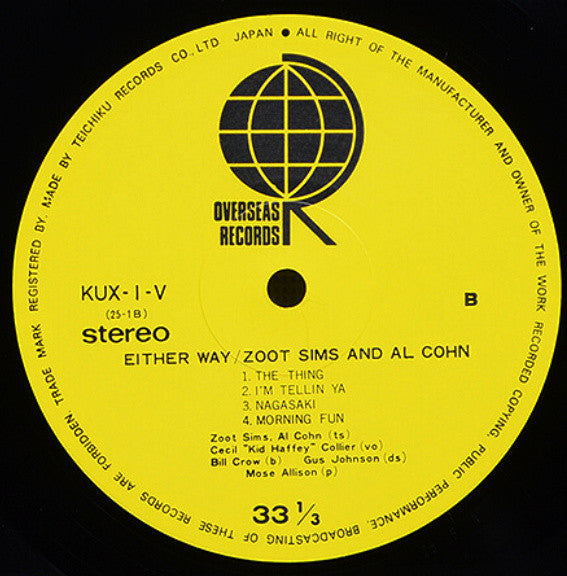 TRADE MARK REGISTERED BY. MADE BY TEICHIKU RECORDS CO., LTD JAPAN ● ALL RIGHT OF THE MANUFACTURER AND OWNER OF THE WORK RECORDED COPYING, PUBLIC PERFORMANCE, BROADCASTING OF THESE RECORDS ARE FORBIDDEN.
OVERSEAS
RECORDS
KUX-1-V
(25-1B)
stereo
B
EITHER WAY/ZOOT SIMS AND AL COHN
1. THE THING
2. I'M TELLIN YA
3. NAGASAKI
4. MORNING FUN
Zoot Sims, Al Cohn (ts)
Cecil "Kid Haffey" Collier (vo)
Bill Crow (b) Gus Johnson (ds)
Mose Allison (p)
33 1/3